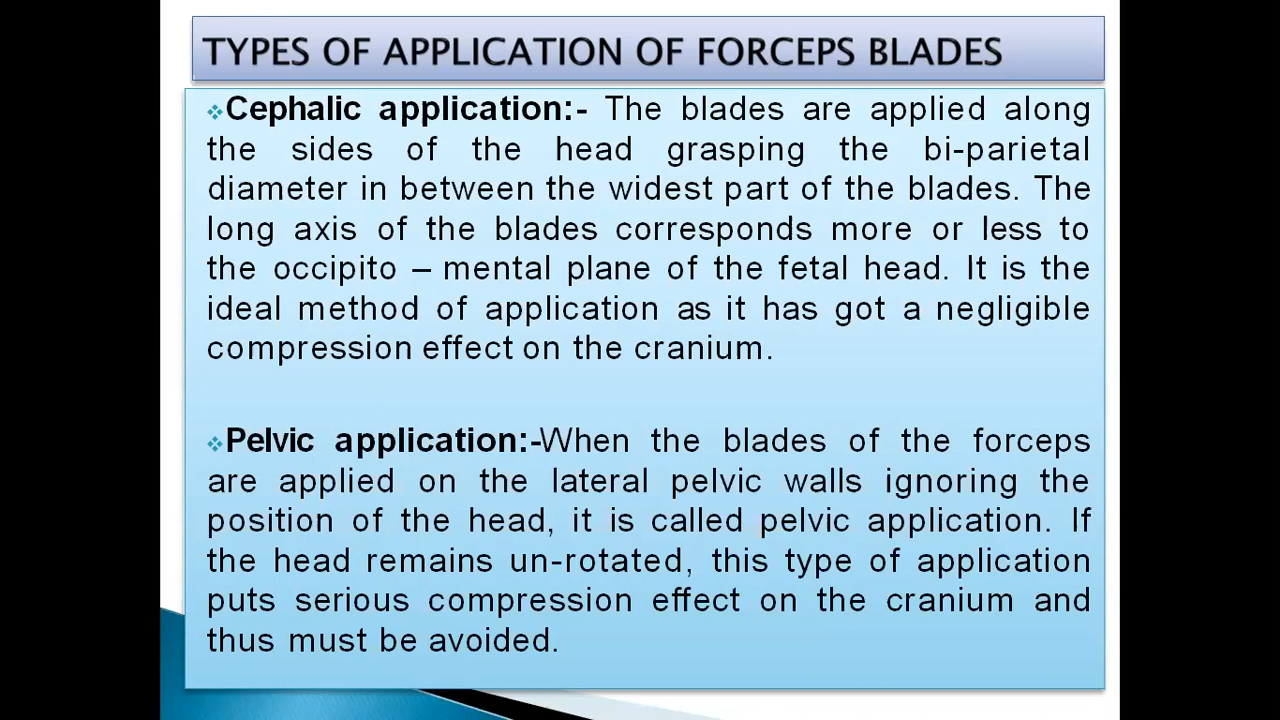 TYPES OF APPLICATION OF FORCEPS BLADES
Cephalic application:- The blades are applied along
the sides of the head grasping the bi-parietal
diameter in between the widest part of the blades. The
long axis of the blades corresponds more or less to
the occipito – mental plane of the fetal head. It is the
ideal method of application as it has got a negligible
compression effect on the cranium.
Pelvic application:-When the blades of the forceps
are applied on the lateral pelvic walls ignoring the
position of the head, it is called pelvic application. If
the head remains un-rotated, this type of application
puts serious compression effect on the cranium and
thus must be avoided.